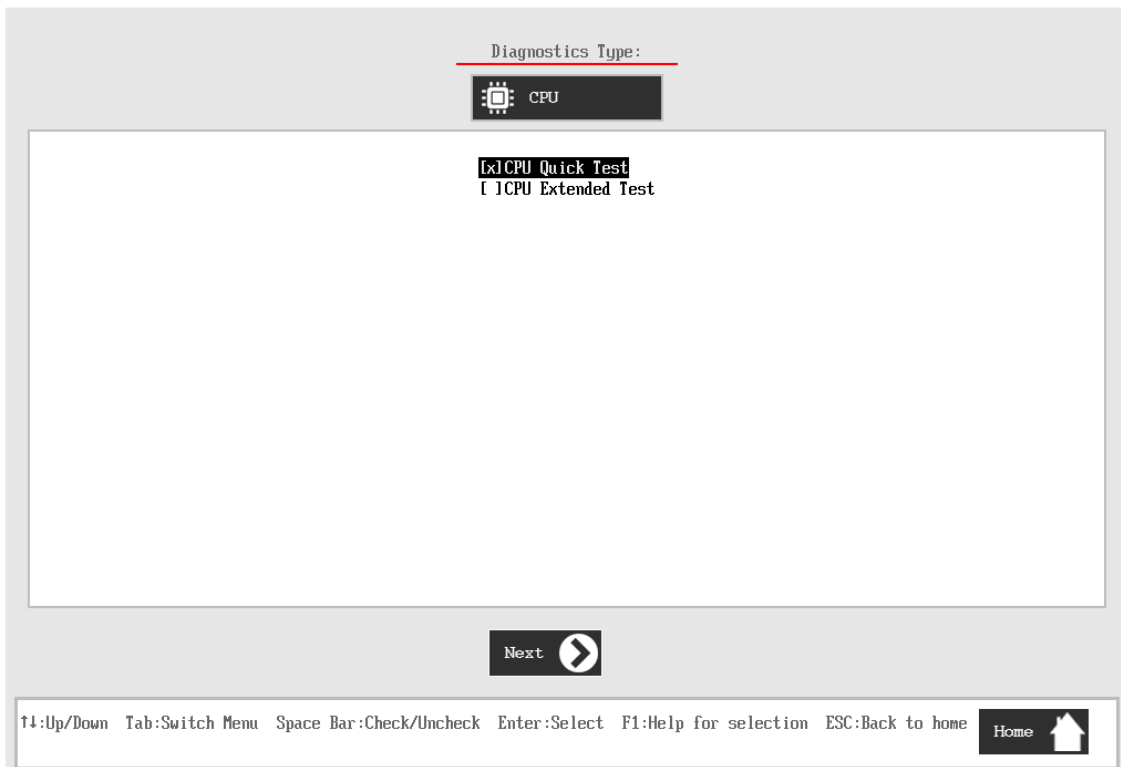 Diagnostics Type:
CPU
[x]CPU Quick Test
[ ]CPU Extended Test
Next
↑↓:Up/Down Tab:Switch Menu Space Bar:Check/Uncheck Enter:Select F1:Help for selection ESC:Back to home Home